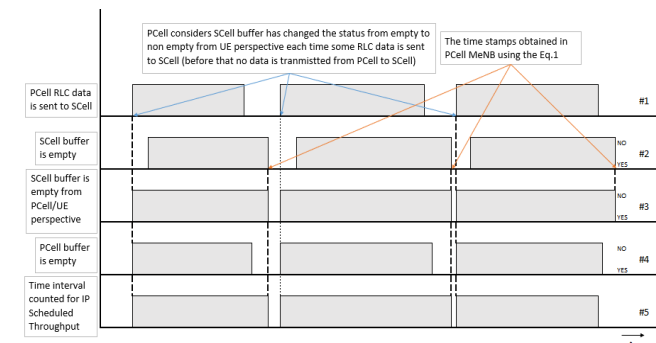 PCell considers SCell buffer has changed the status from empty to
non empty from UE perspective each time some RLC data is sent
to SCell (before that no data is tranmistted from PCell to SCell)
The time stamps obtained in
PCell MeNB using the Eq.1
PCell RLC data
is sent to SCell
#1
SCell buffer
is empty
NO
#2
YES
SCell buffer is
empty from
PCell/UE
perspective
NO
#3
YES
PCell buffer
is empty
NO
#4
YES
Time interval
counted for IP
Scheduled
Throughput
#5